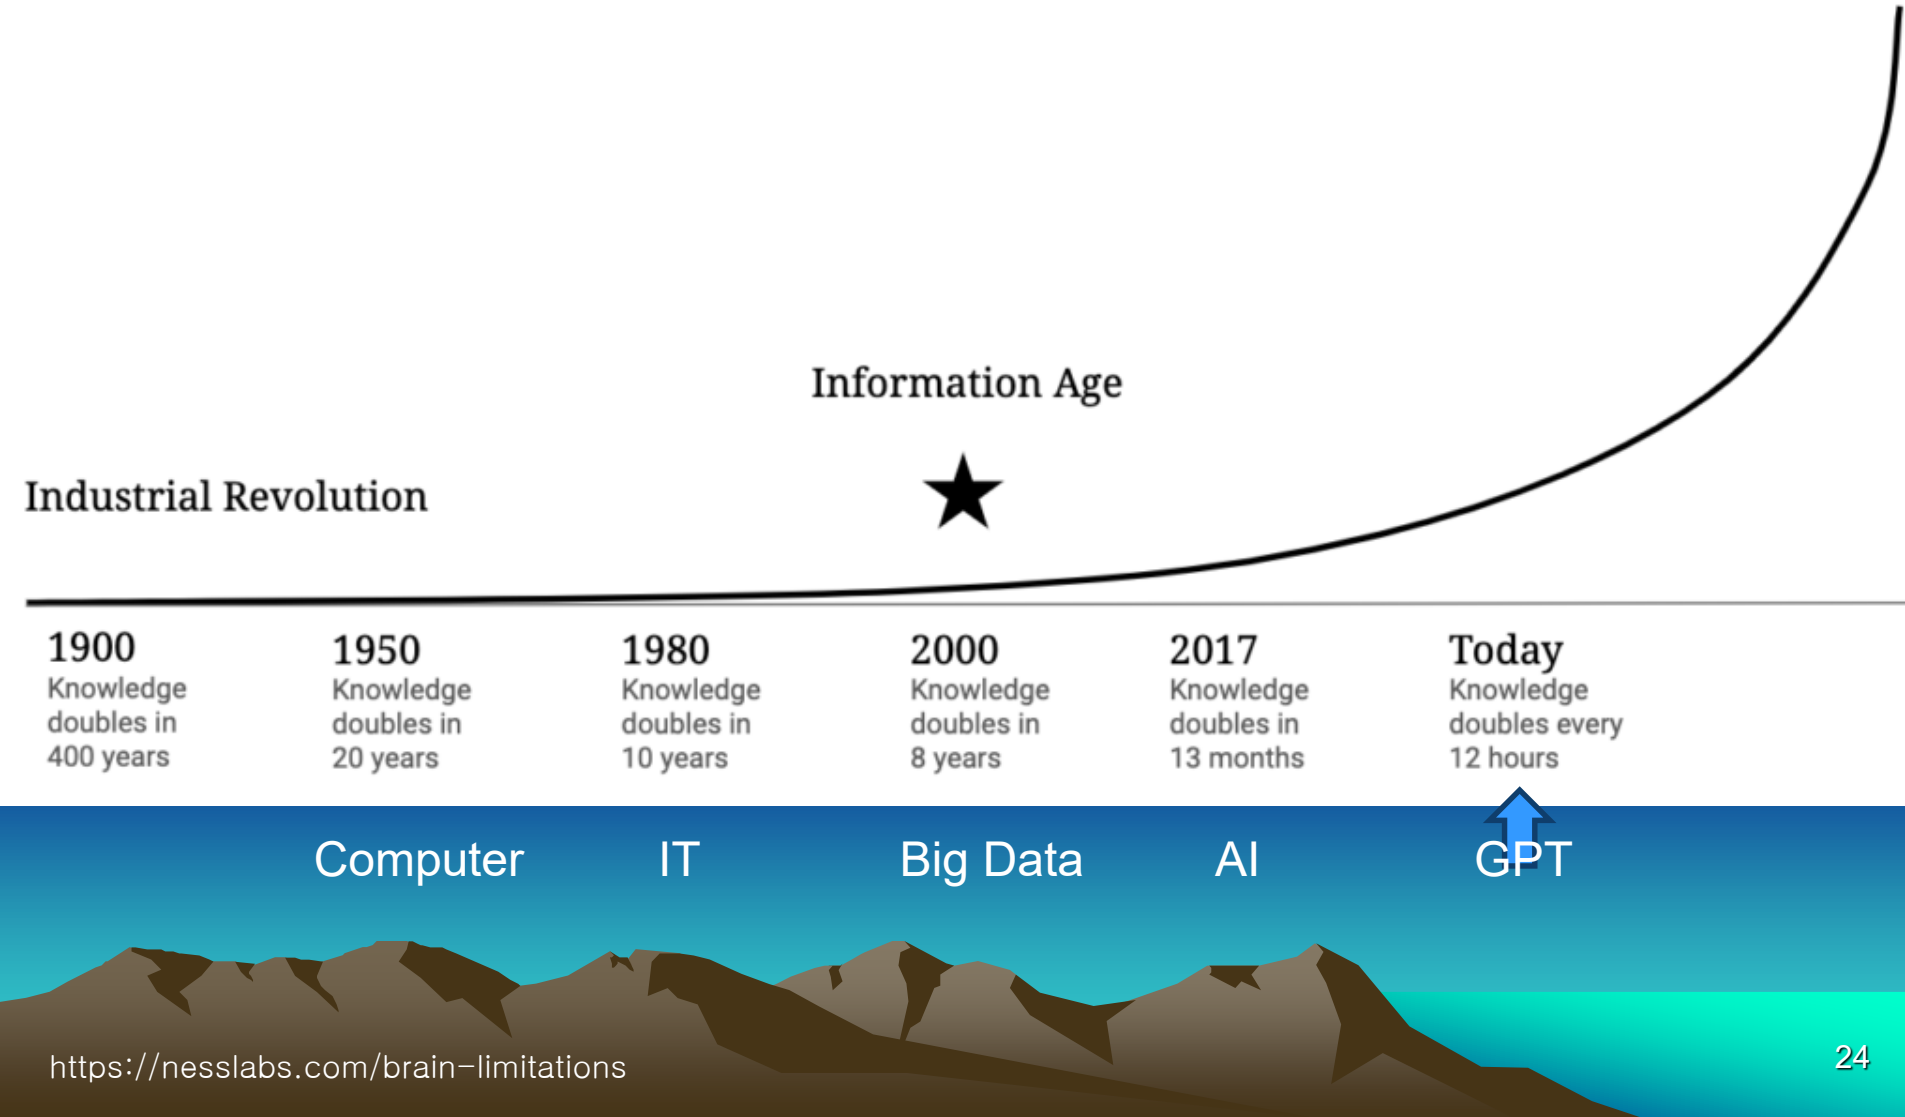 Information Age
Industrial Revolution
1900
Knowledge
doubles in
400 years
1950
Knowledge
doubles in
20 years
1980
Knowledge
doubles in
10 years
2000
Knowledge
doubles in
8 years
2017
Knowledge
doubles in
13 months
Today
Knowledge
doubles every
12 hours
Computer
IT
Big Data
AI
GPT
https://nesslabs.com/brain-limitations
24